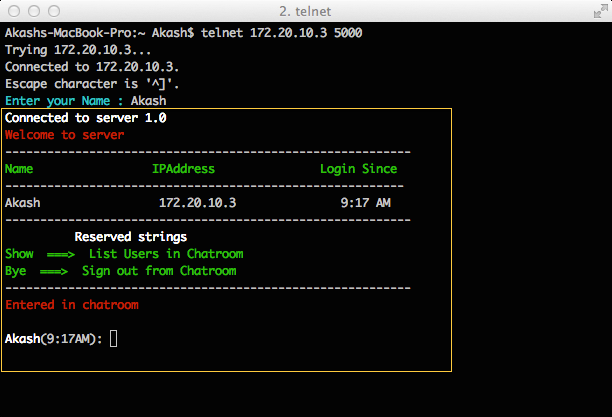 2. telnet
Akashs-MacBook-Pro:~ Akash$ telnet 172.20.10.3 5000
Trying 172.20.10.3...
Connected to 172.20.10.3.
Escape character is '^]'.
Enter your Name : Akash
Connected to server 1.0
Welcome to server
----------------------------------------------------------
Name IPAddress Login Since
---------------------------------------------------------
Akash 172.20.10.3 9:17 AM
----------------------------------------------------------
Reserved strings
Show ===> List Users in Chatroom
Bye ===> Sign out from Chatroom
----------------------------------------------------------
Entered in chatroom
Akash(9:17AM):